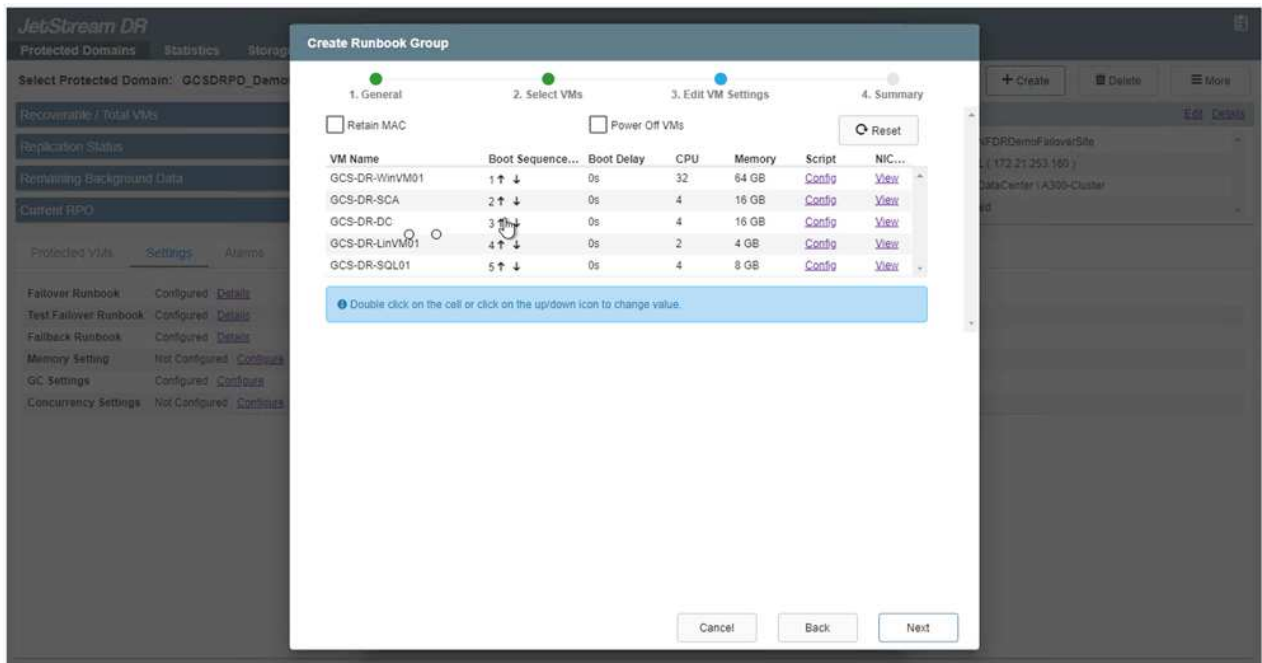 JetStream DR
Protected Domains Statistics
Select Protected Domain: GCSDRPD_Demo
+ Create Delete More
Recoverable / Total VMs
Edit Details
Replication Status
Remaining Background Data
Current RPO
Protected VMs Settings Alarms
Failover Runbook Configured Details
Test Failover Runbook Configured Details
Failback Runbook Configured Details
Memory Setting Not Configured Configure
GC Settings Configured Configure
Concurrency Settings Not Configured Configure
Create Runbook Group
1. General 2. Select VMs 3. Edit VM Settings 4. Summary
Retain MAC Power Off VMs Reset
VM Name Boot Sequence... Boot Delay CPU Memory Script NIC...
GCS-DR-WinVM01 1 ↑ ↓ 0s 32 64 GB Config View
GCS-DR-SCA 2 ↑ ↓ 0s 4 16 GB Config View
GCS-DR-DC 3 ↑ ↓ 0s 4 16 GB Config View
GCS-DR-LinVM01 4 ↑ ↓ 0s 2 4 GB Config View
GCS-DR-SQL01 5 ↑ ↓ 0s 4 8 GB Config View
Double click on the cell or click on the up/down icon to change value.
Cancel Back Next
( 172.21.253.160 )
DataCenter \ A300-Cluster